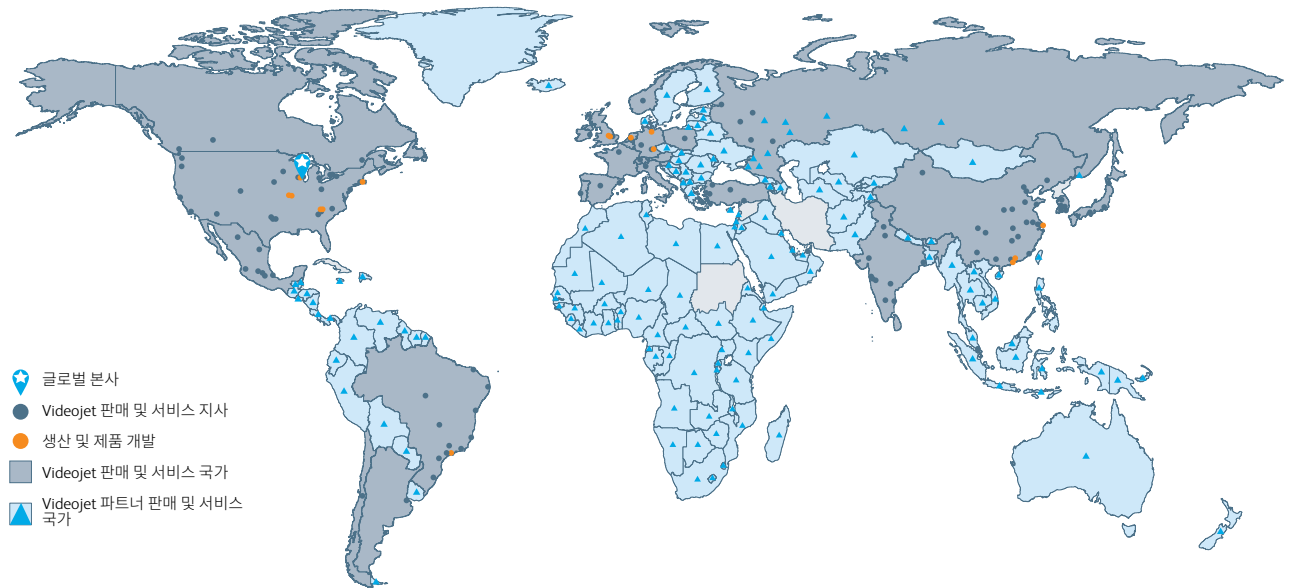 글로벌 본사
Videojet 판매 및 서비스 지사
생산 및 제품 개발
Videojet 판매 및 서비스 국가
Videojet 파트너 판매 및 서비스
국가